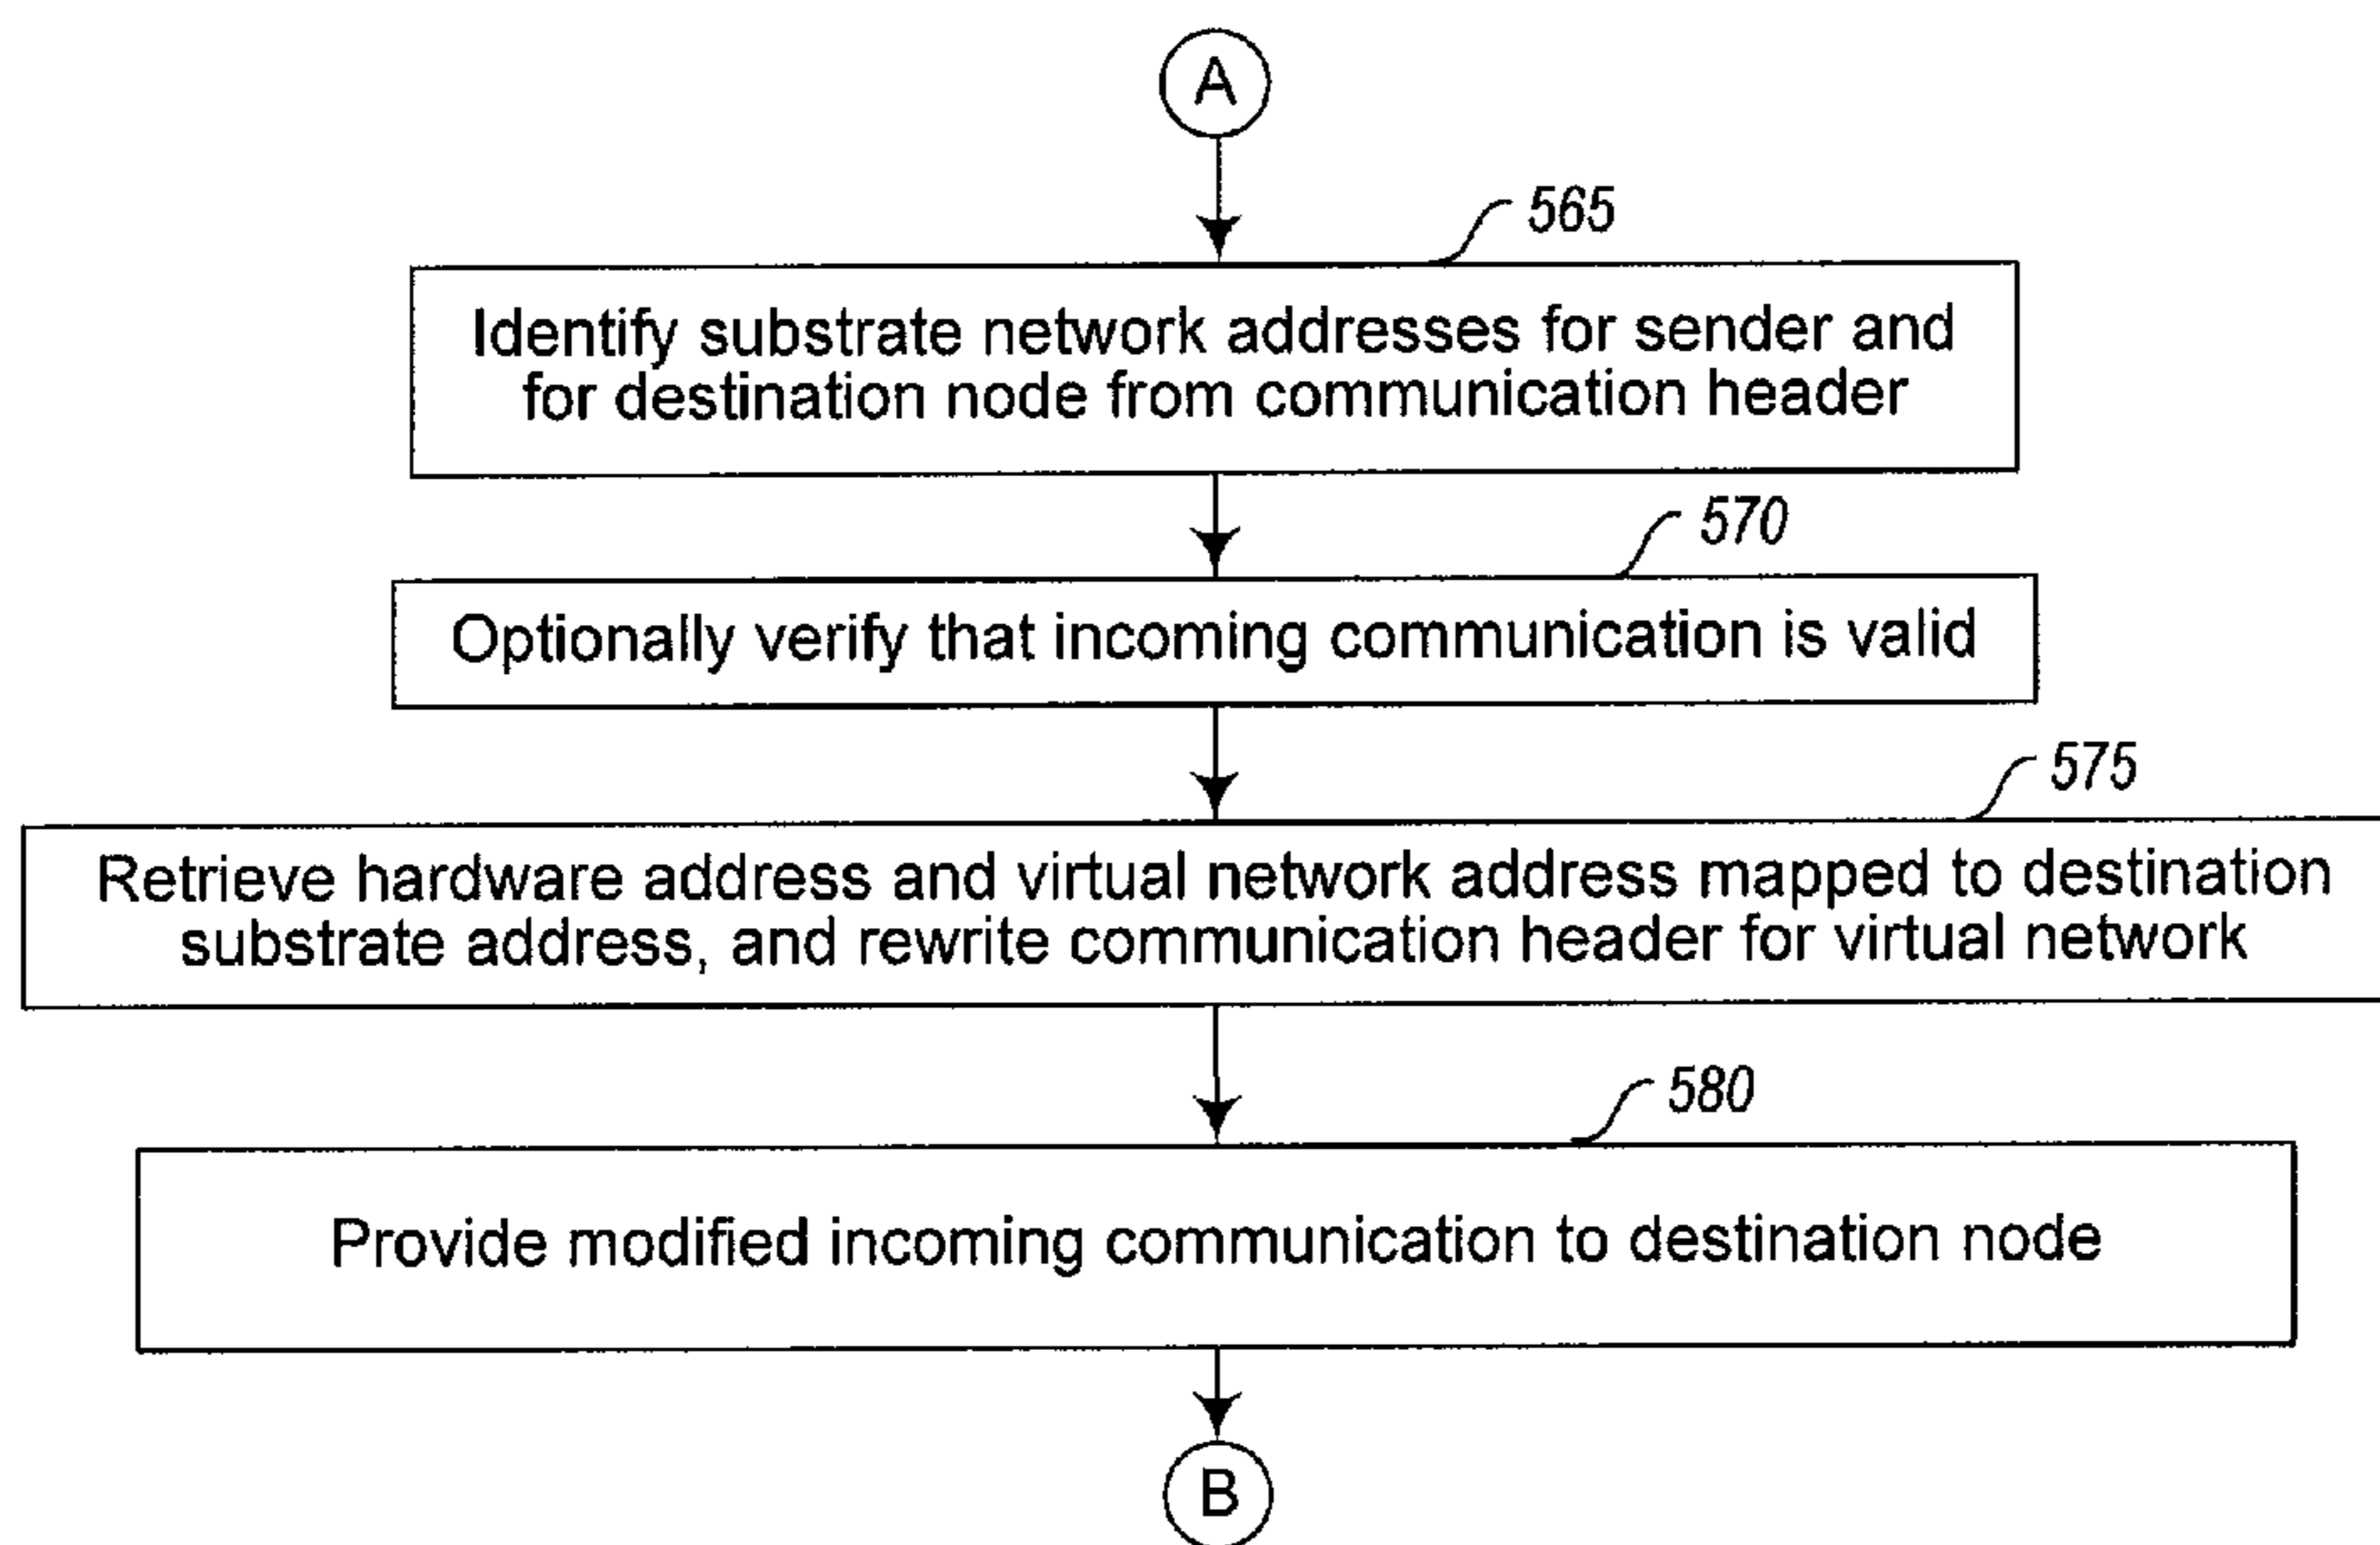 A
565
Identify substrate network addresses for sender and
for destination node from communication header
570
Optionally verify that incoming communication is valid
575
Retrieve hardware address and virtual network address mapped to destination
substrate address, and rewrite communication header for virtual network
580
Provide modified incoming communication to destination node
B